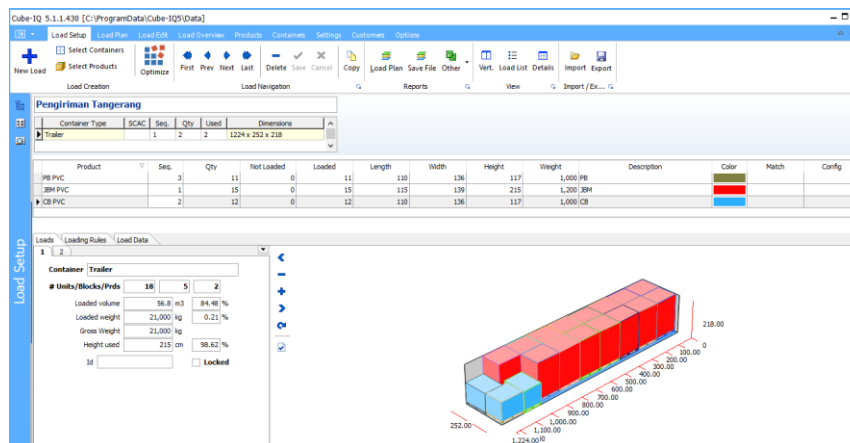 Cube-IQ 5.1.1.430 [C:\ProgramData\Cube-IQ5\Data]
Load Setup Load Plan Load Edit Load Overview Products Containers Settings Customers Options
New Load Select Containers Select Products Optimize First Prev Next Last Delete Save Cancel Copy Load Plan Save File Other Vert. Load List Details Import Export
Load Creation Load Navigation Reports View Import / Ex...
Pengiriman Tangerang
Container Type SCAC Seq. Qty Used Dimensions
Trailer 1 2 2 1224 x 252 x 218
Product Seq. Qty Not Loaded Loaded Length Width Height Weight Description Color Match Config
PB PVC 3 11 0 11 110 136 117 1,000 PB
JBM PVC 1 15 0 15 115 139 215 1,200 JBM
CB PVC 2 12 0 12 110 136 117 1,000 CB
Load Setup
Loads Loading Rules Load Data
1 2
Container Trailer
# Units/Blocks/Prds 18 5 2
Loaded volume 56.8 m3 84.48 %
Loaded weight 21,000 kg 0.21 %
Gross Weight 21,000 kg
Height used 215 cm 98.62 %
Id Locked
218.00
0
100.00
200.00
300.00
400.00
500.00
600.00
700.00
800.00
900.00
1,000.00
1,100.00
1,224.00
252.00